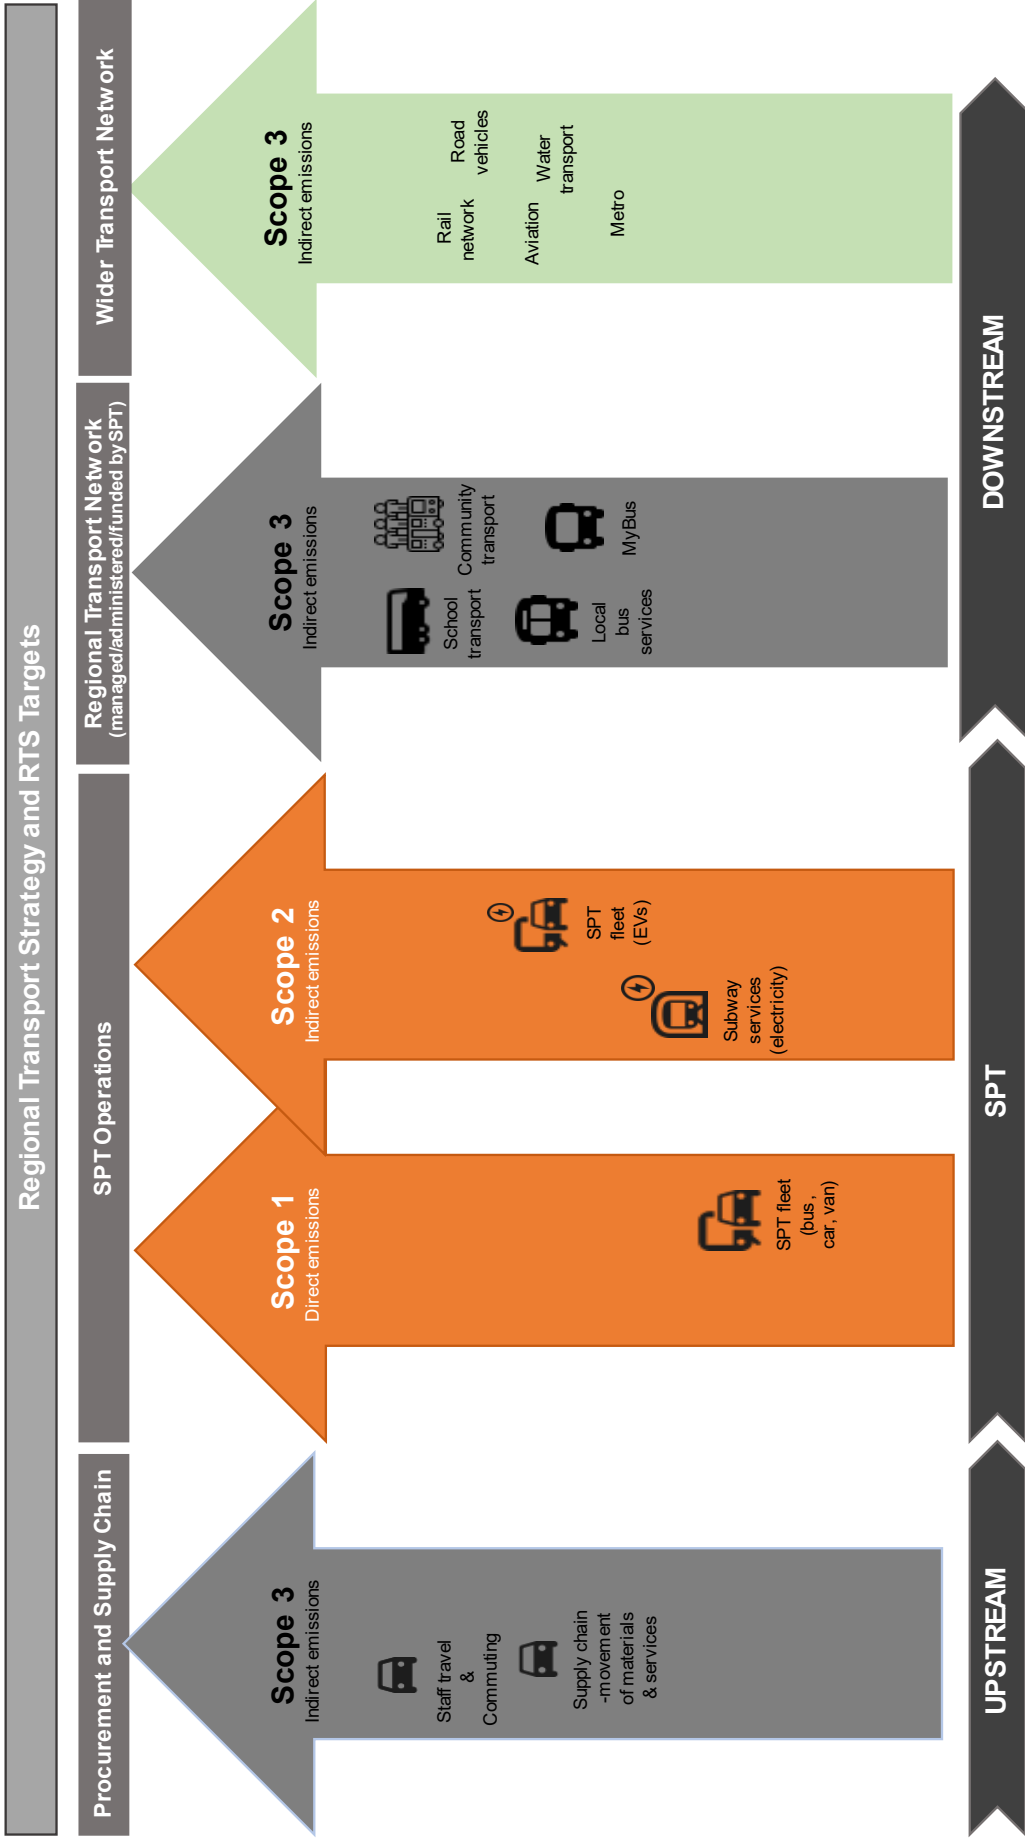 Regional Transport Strategy and RTS Targets
Procurement and Supply Chain
SPT Operations
Regional Transport Network
(managed/administered/funded by SPT)
Wider Transport Network
Scope 3
Indirect emissions
Staff travel
&
Commuting
Supply chain
-movement
of materials
& services
Scope 1
Direct emissions
SPT fleet
(bus,
car, van)
Scope 2
Indirect emissions
Subway
services
(electricity)
SPT
fleet
(EVs)
Scope 3
Indirect emissions
School
transport
Community
transport
Local
bus
services
MyBus
Scope 3
Indirect emissions
Rail
network
Road
vehicles
Aviation
Water
transport
Metro
UPSTREAM
SPT
DOWNSTREAM